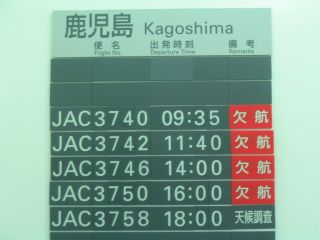 鹿児島 Kagoshima
便名 出発時刻 備考
Flight No. Departure Time Remarks
JAC3740 09:35 欠航
JAC3742 11:40 欠航
JAC3746 14:00 欠航
JAC3750 16:00 欠航
JAC3758 18:00 天候調査